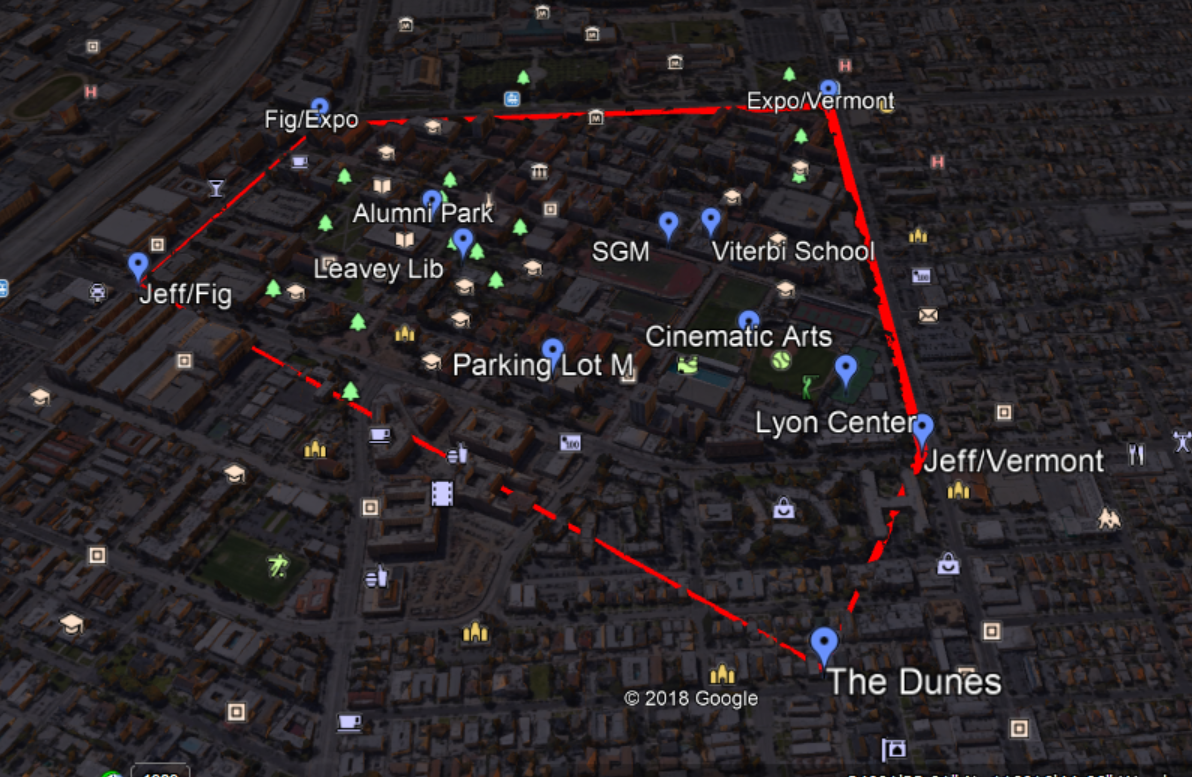 Expo/Vermont
Fig/Expo
Alumni Park
SGM
Viterbi School
Leavey Lib
Jeff/Fig
Cinematic Arts
Parking Lot M
Lyon Center
Jeff/Vermont
The Dunes
© 2018 Google